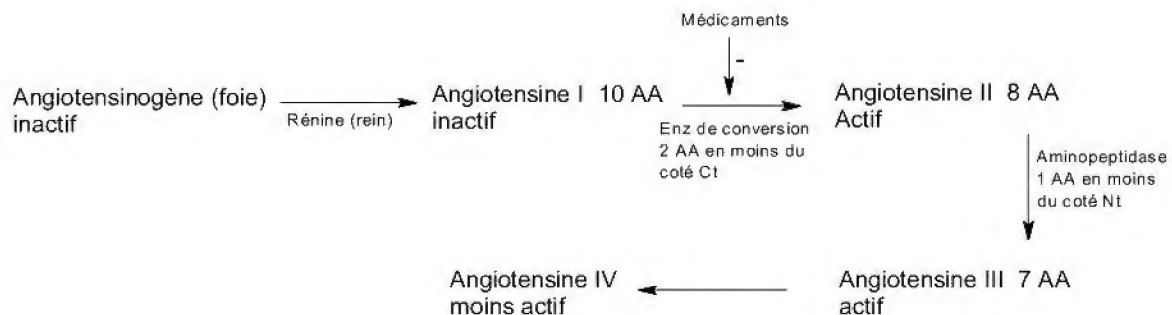 Médicaments
-
Angiotensinogène (foie)
inactif
Rénine (rein)
Angiotensine I 10 AA
inactif
Enz de conversion
2 AA en moins du
coté Ct
Angiotensine II 8 AA
Actif
Aminopeptidase
1 AA en moins
du coté Nt
Angiotensine III 7 AA
actif
Angiotensine IV
moins actif